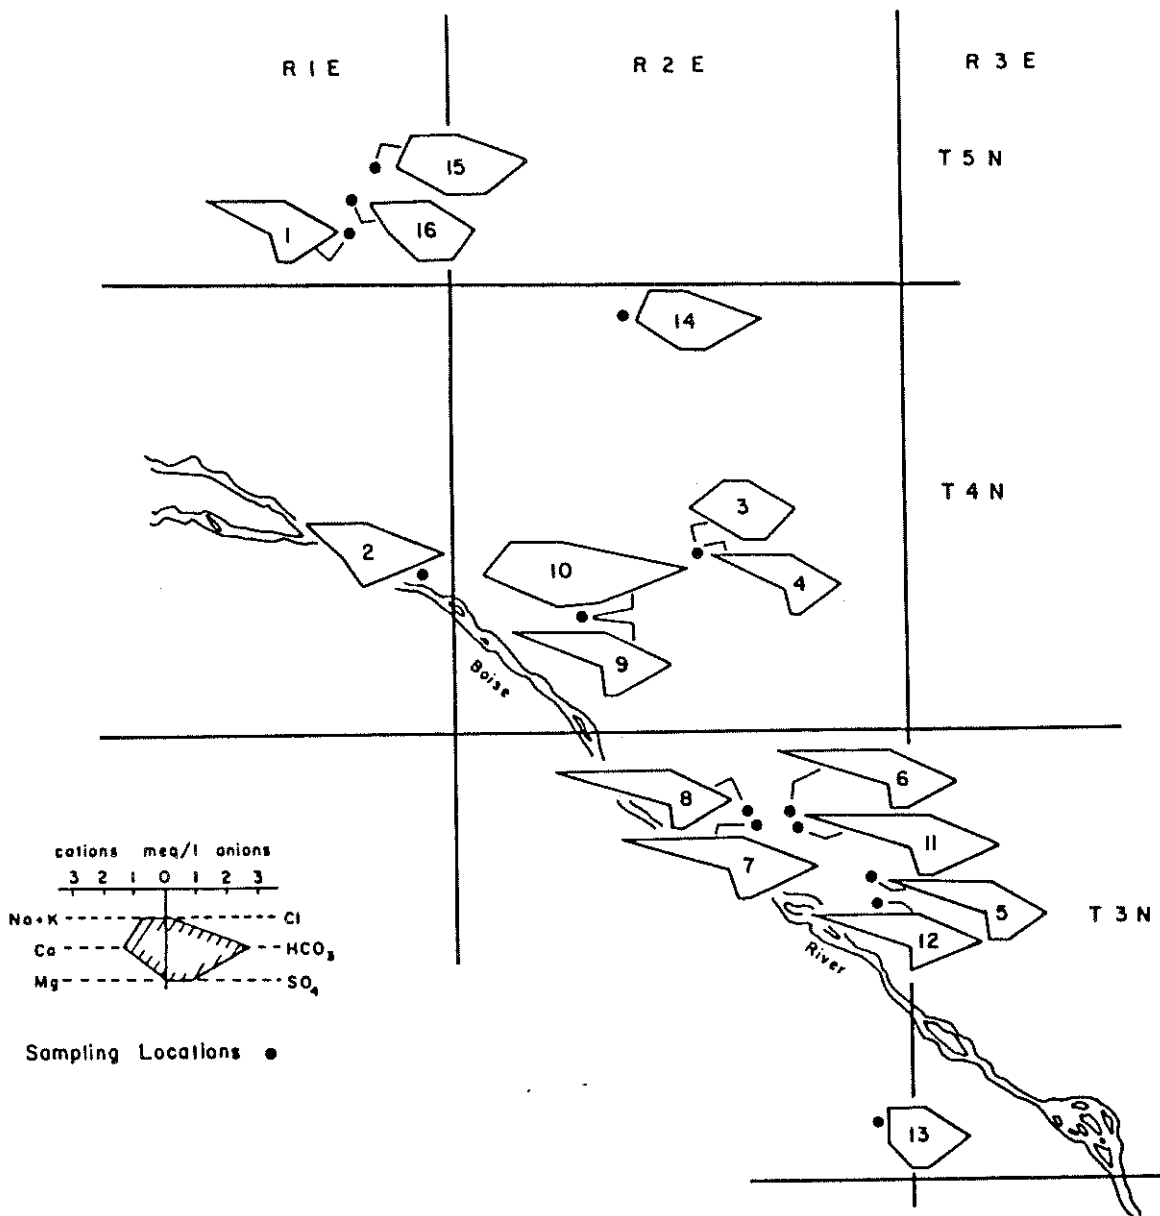 R 1 E
R 2 E
R 3 E
T 5 N
15
1
16
14
T 4 N
3
2
10
4
9
Boise
6
8
11
7
5
T 3 N
12
River
cations meq/l anions
3 2 1 0 1 2 3
Na+K Cl
Ca HCO₃
Mg SO₄
Sampling Locations ●
13